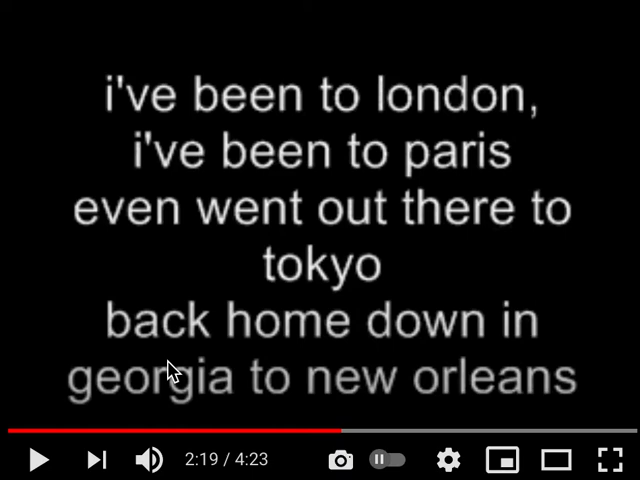 i've been to london,
i've been to paris
even went out there to
tokyo
back home down in
georgia to new orleans
2:19 / 4:23